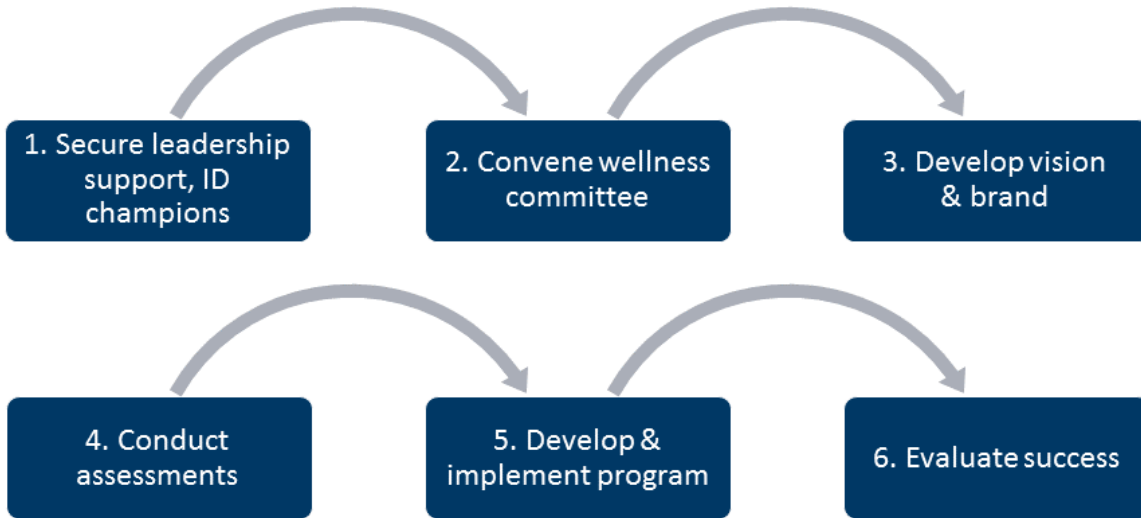 1. Secure leadership
support, ID
champions
2. Convene wellness
committee
3. Develop vision
& brand
4. Conduct
assessments
5. Develop &
implement program
6. Evaluate success